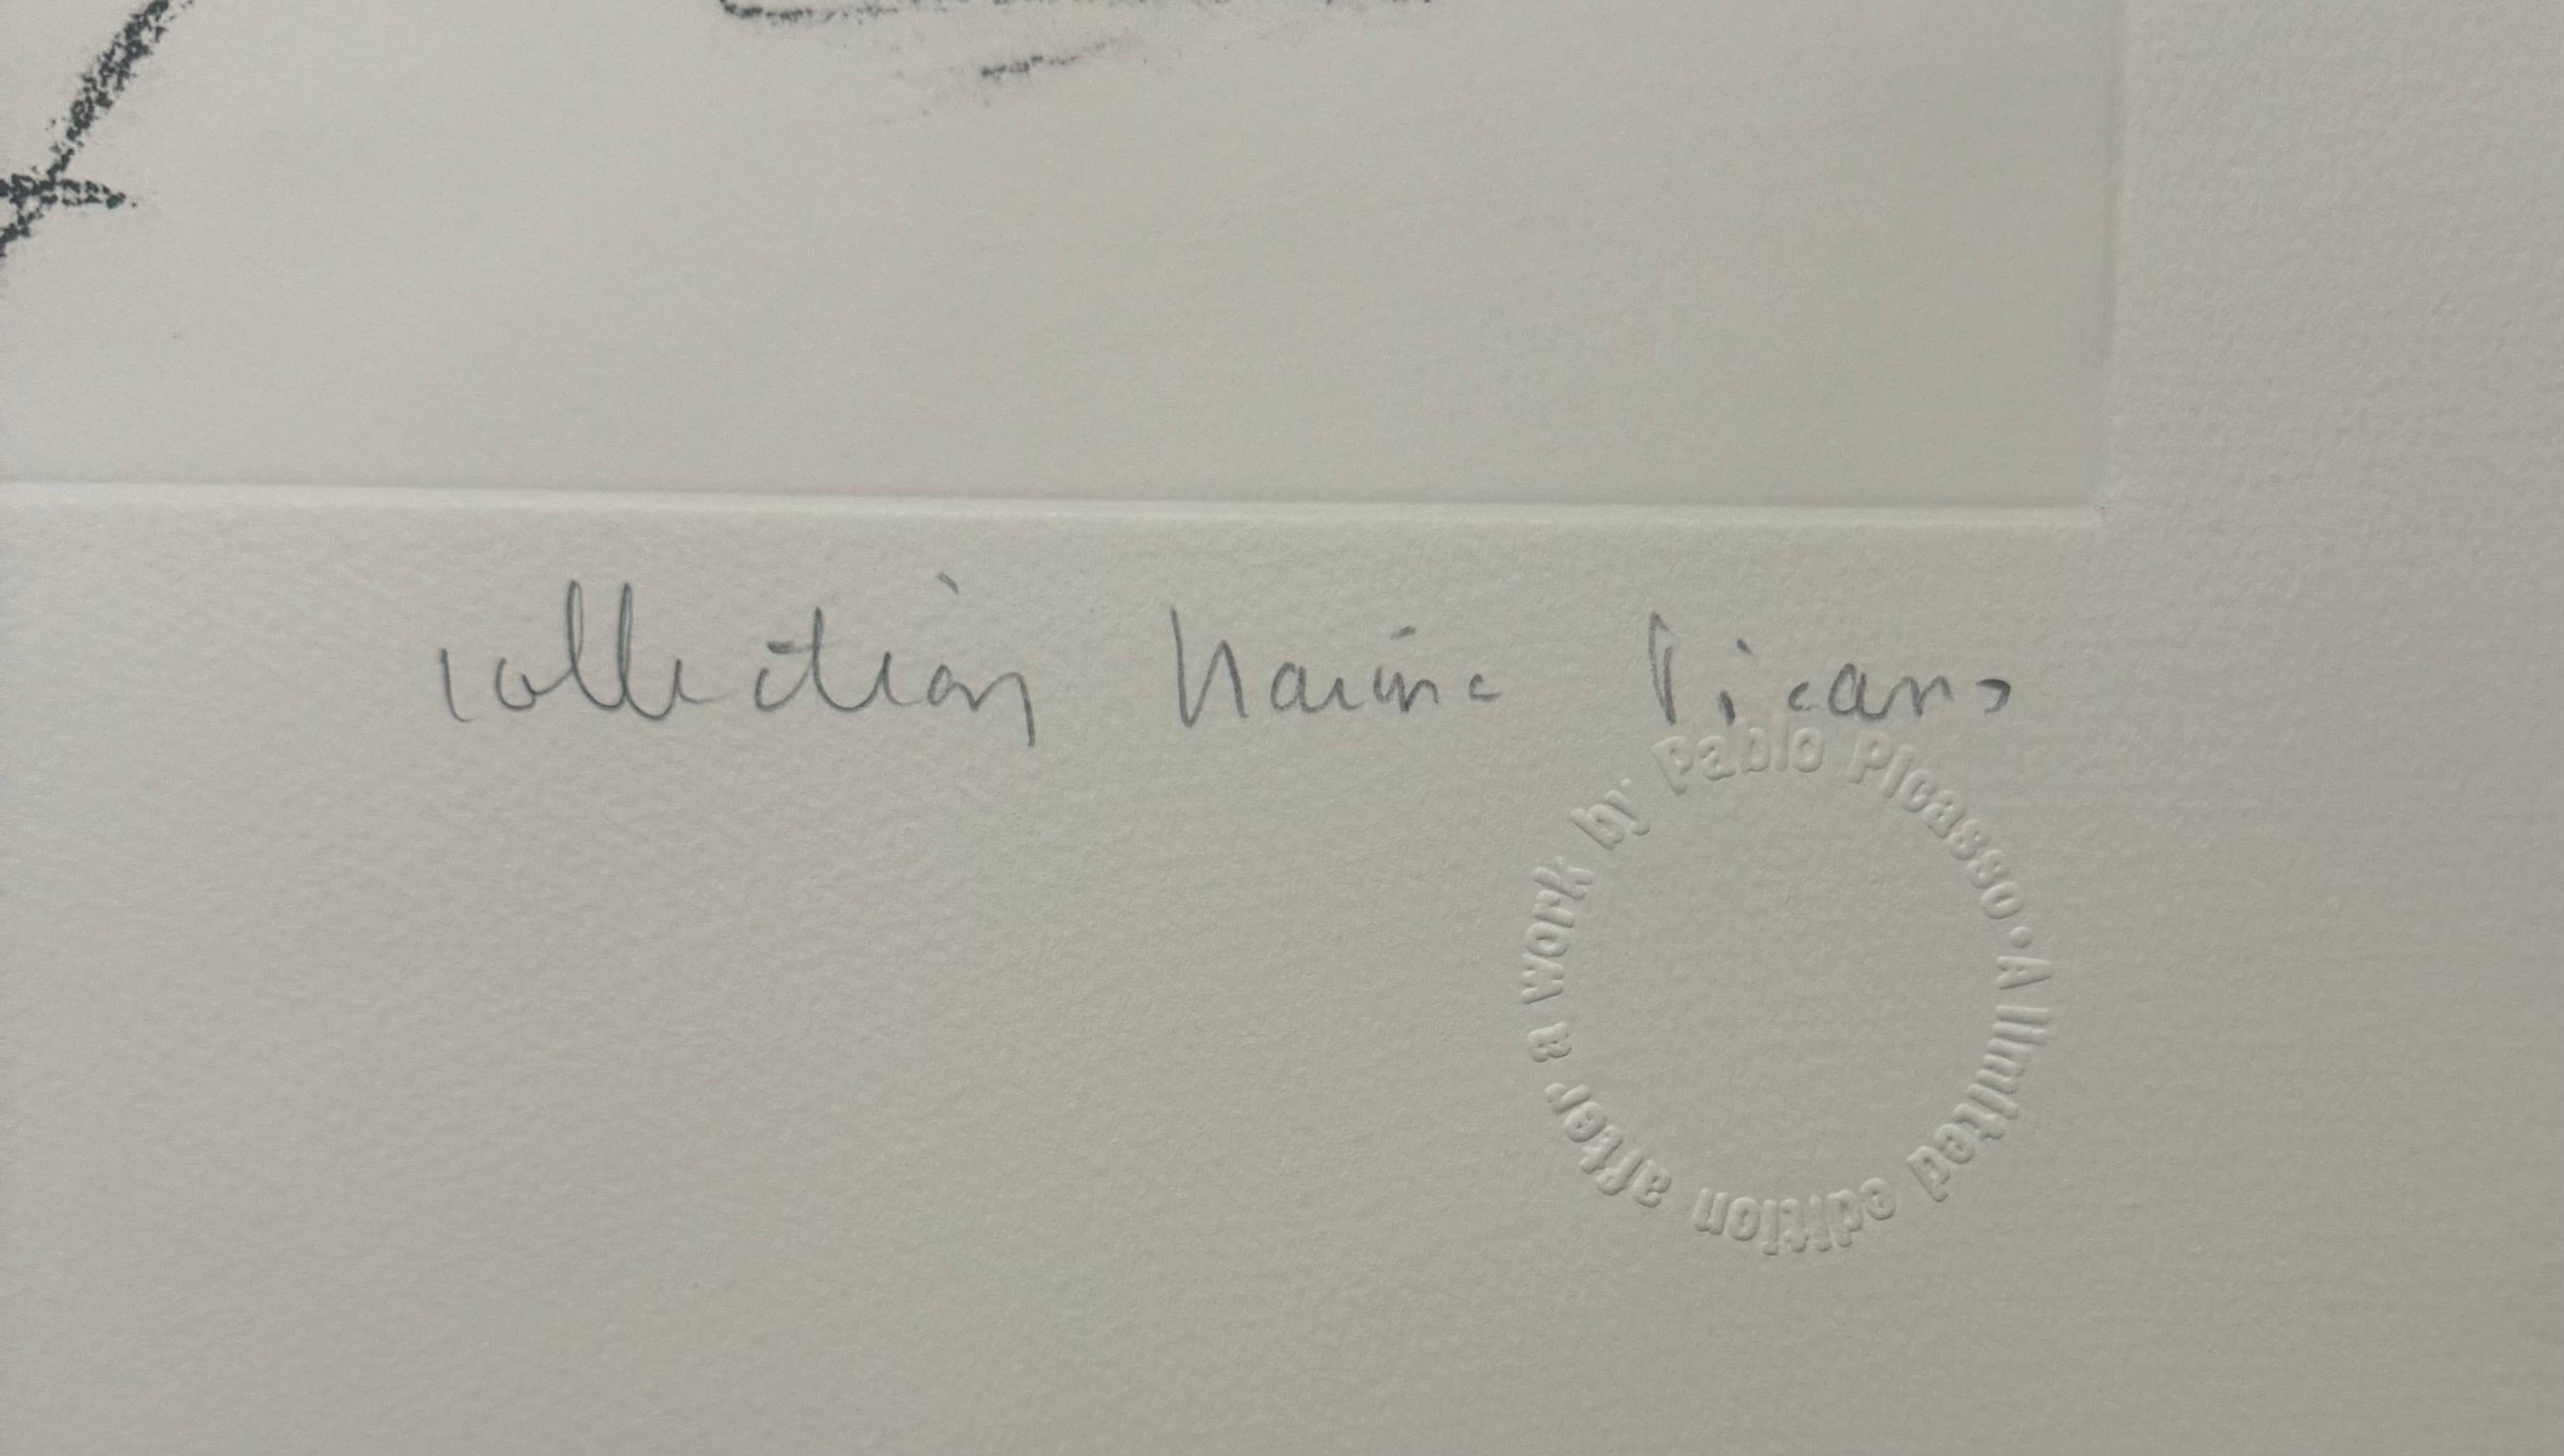 Collection Marina Picasso
A limited edition after a work by Pablo Picasso •